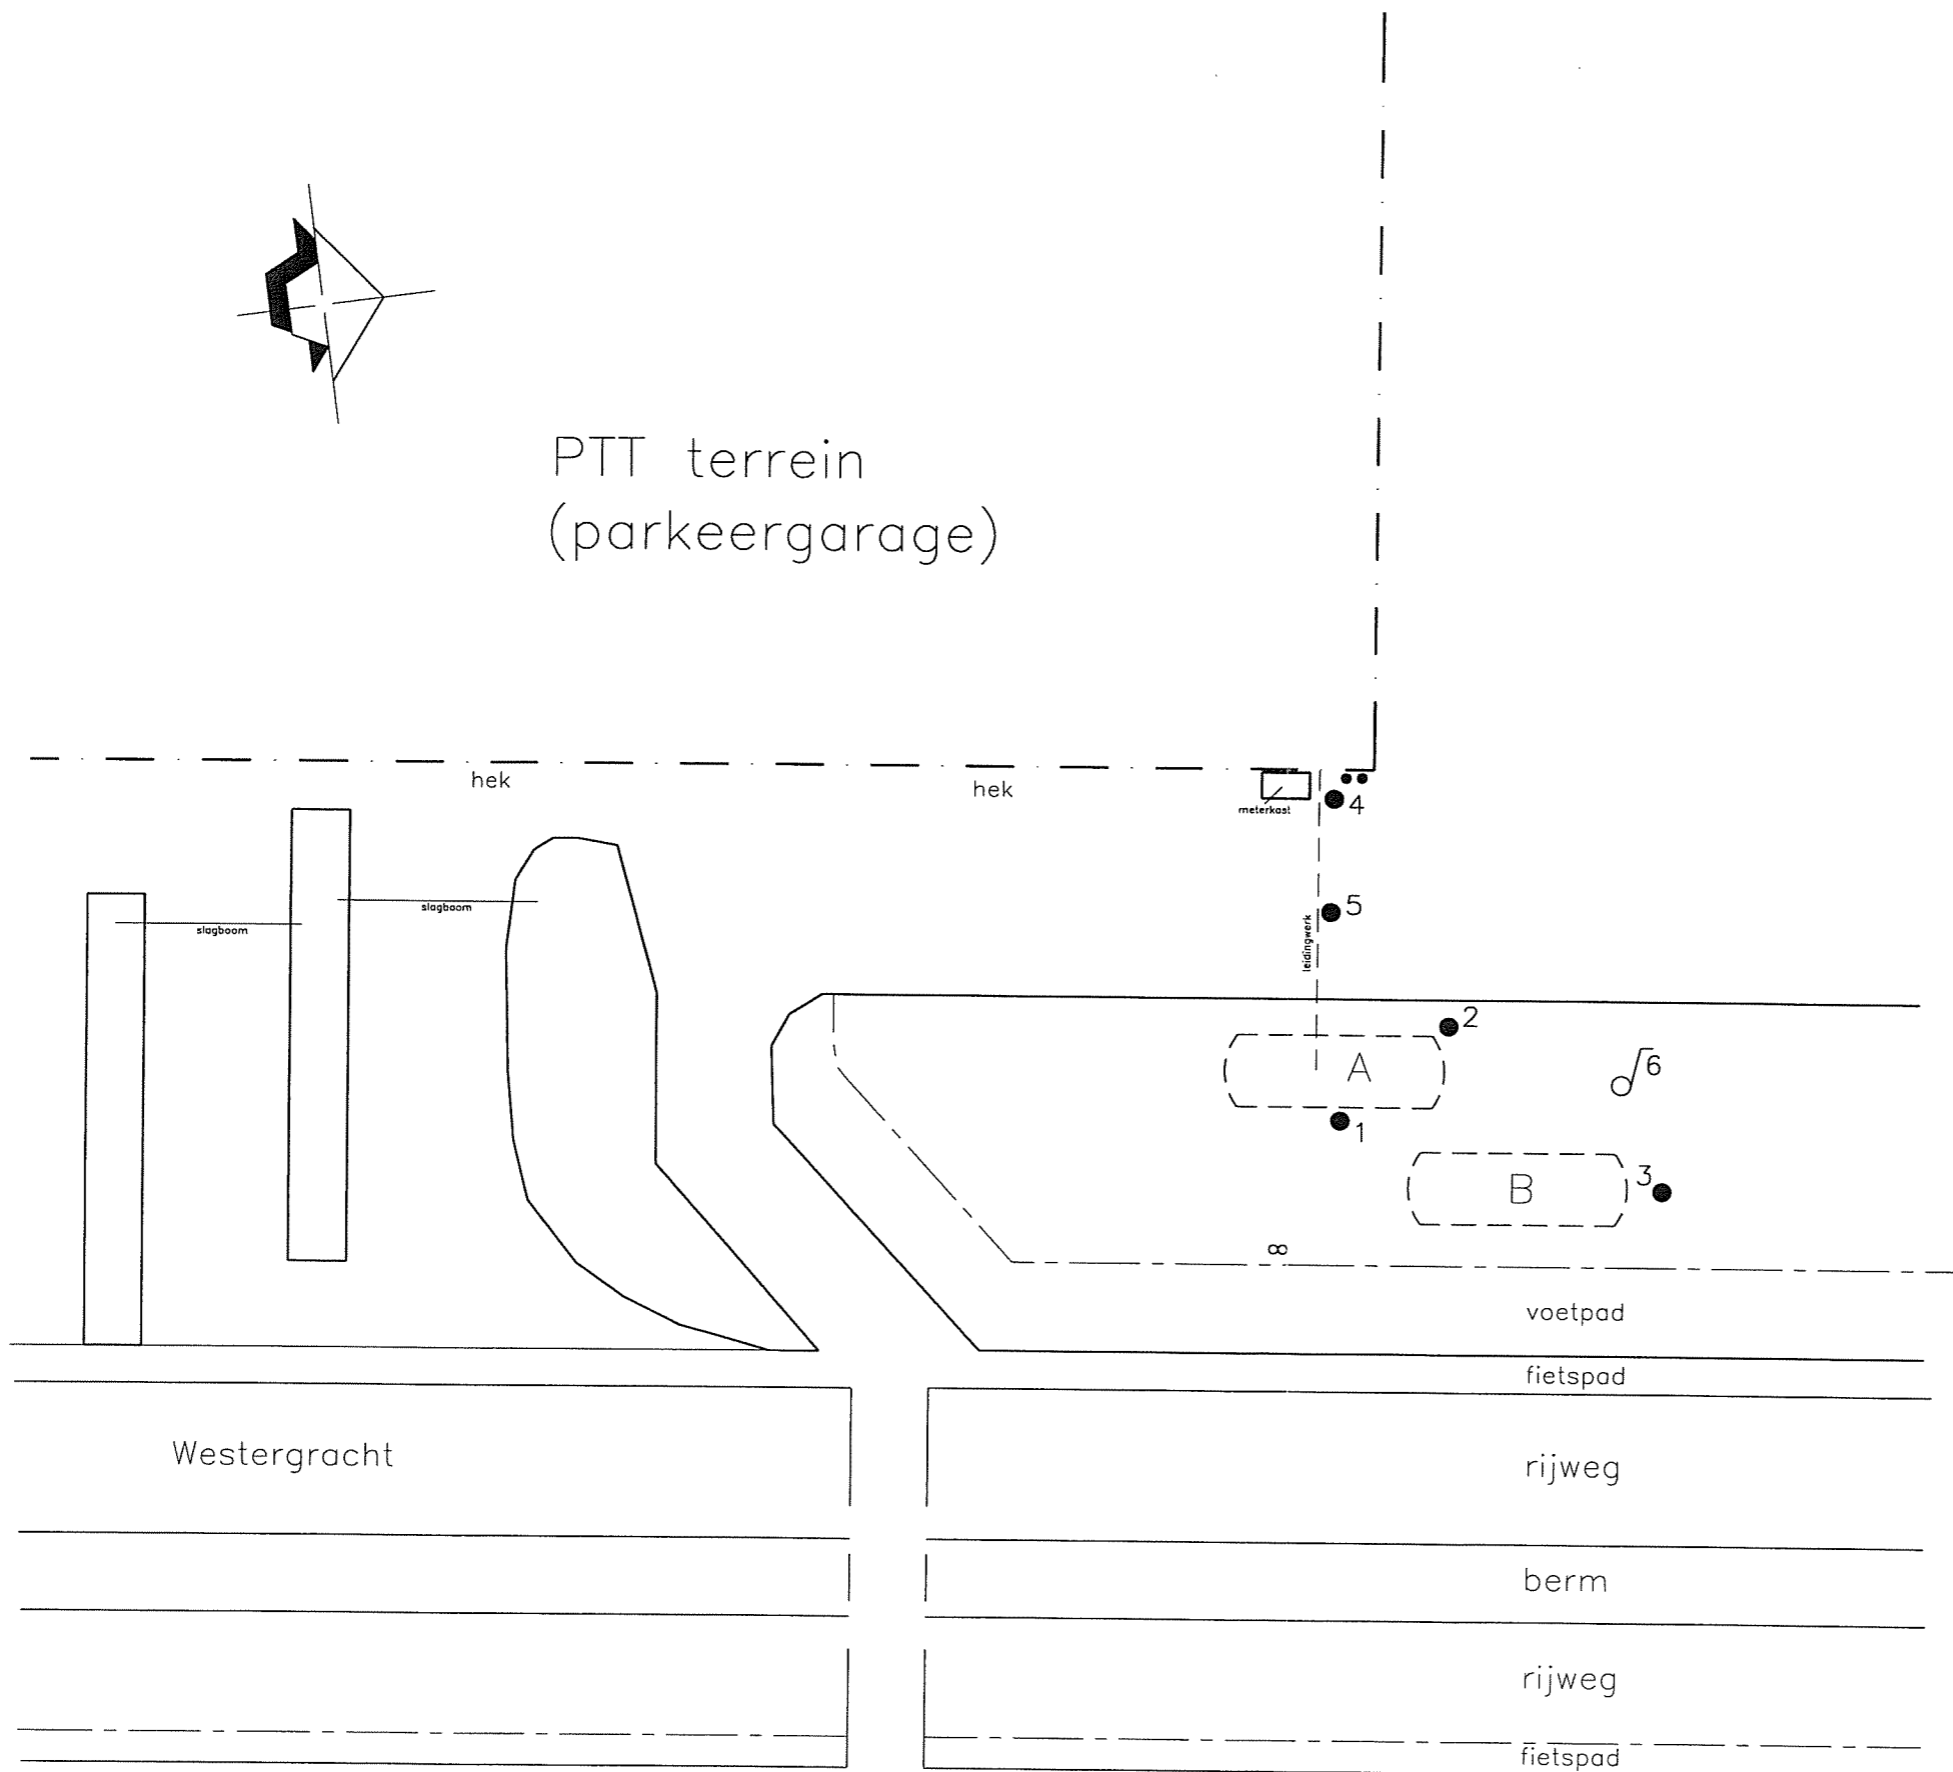 PTT terrein
(parkeergarage)
hek
hek
meterkast
4
slagboom
slagboom
5
leidingwerk
2
A
6
1
B
3
8
voetpad
fietspad
Westergracht
rijweg
berm
rijweg
fietspad